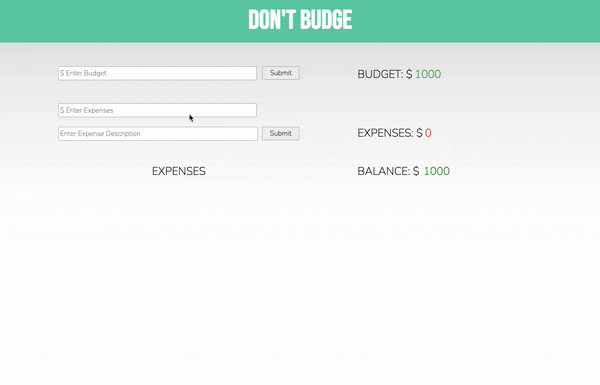 DON'T BUDGE
$ Enter Budget Submit BUDGET: $ 1000
$ Enter Expenses
Enter Expense Description Submit EXPENSES: $ 0
EXPENSES BALANCE: $ 1000